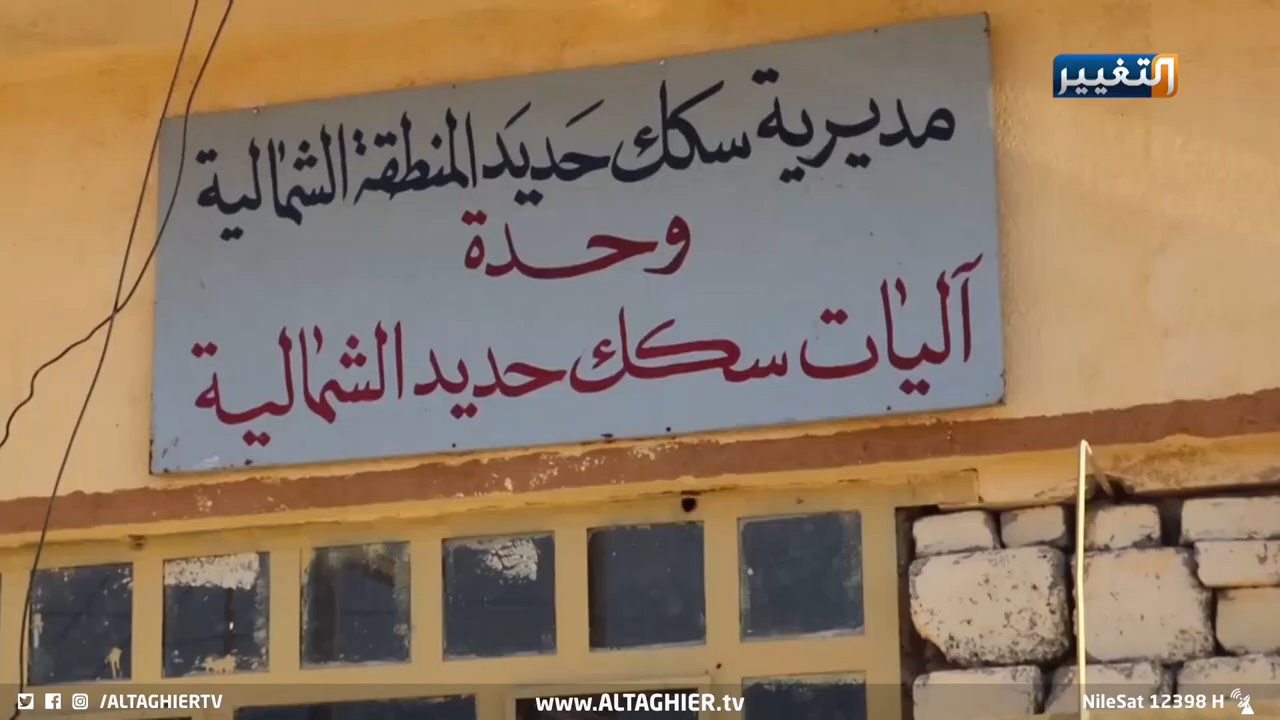 التغيير
مديرية سكك حديد المنطقة الشمالية
وحدة
آليات سكك حديد الشمالية
/ALTAGHIERTV
www.ALTAGHIER.tv
NileSat 12398 H